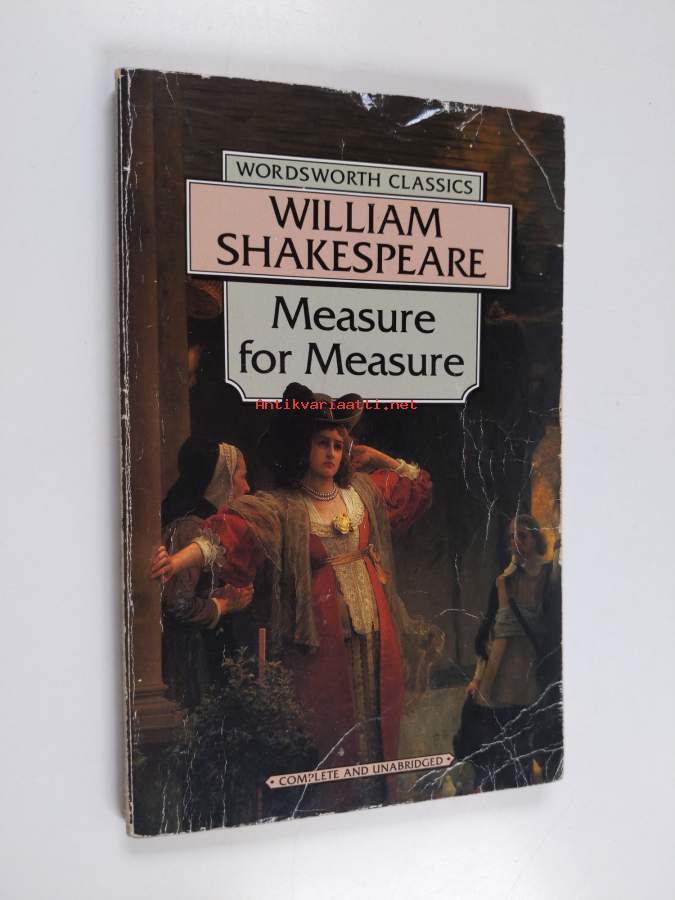 WORDSWORTH CLASSICS
WILLIAM
SHAKESPEARE
Measure
for Measure
Antikvariaatti.net
• COMPLETE AND UNABRIDGED •